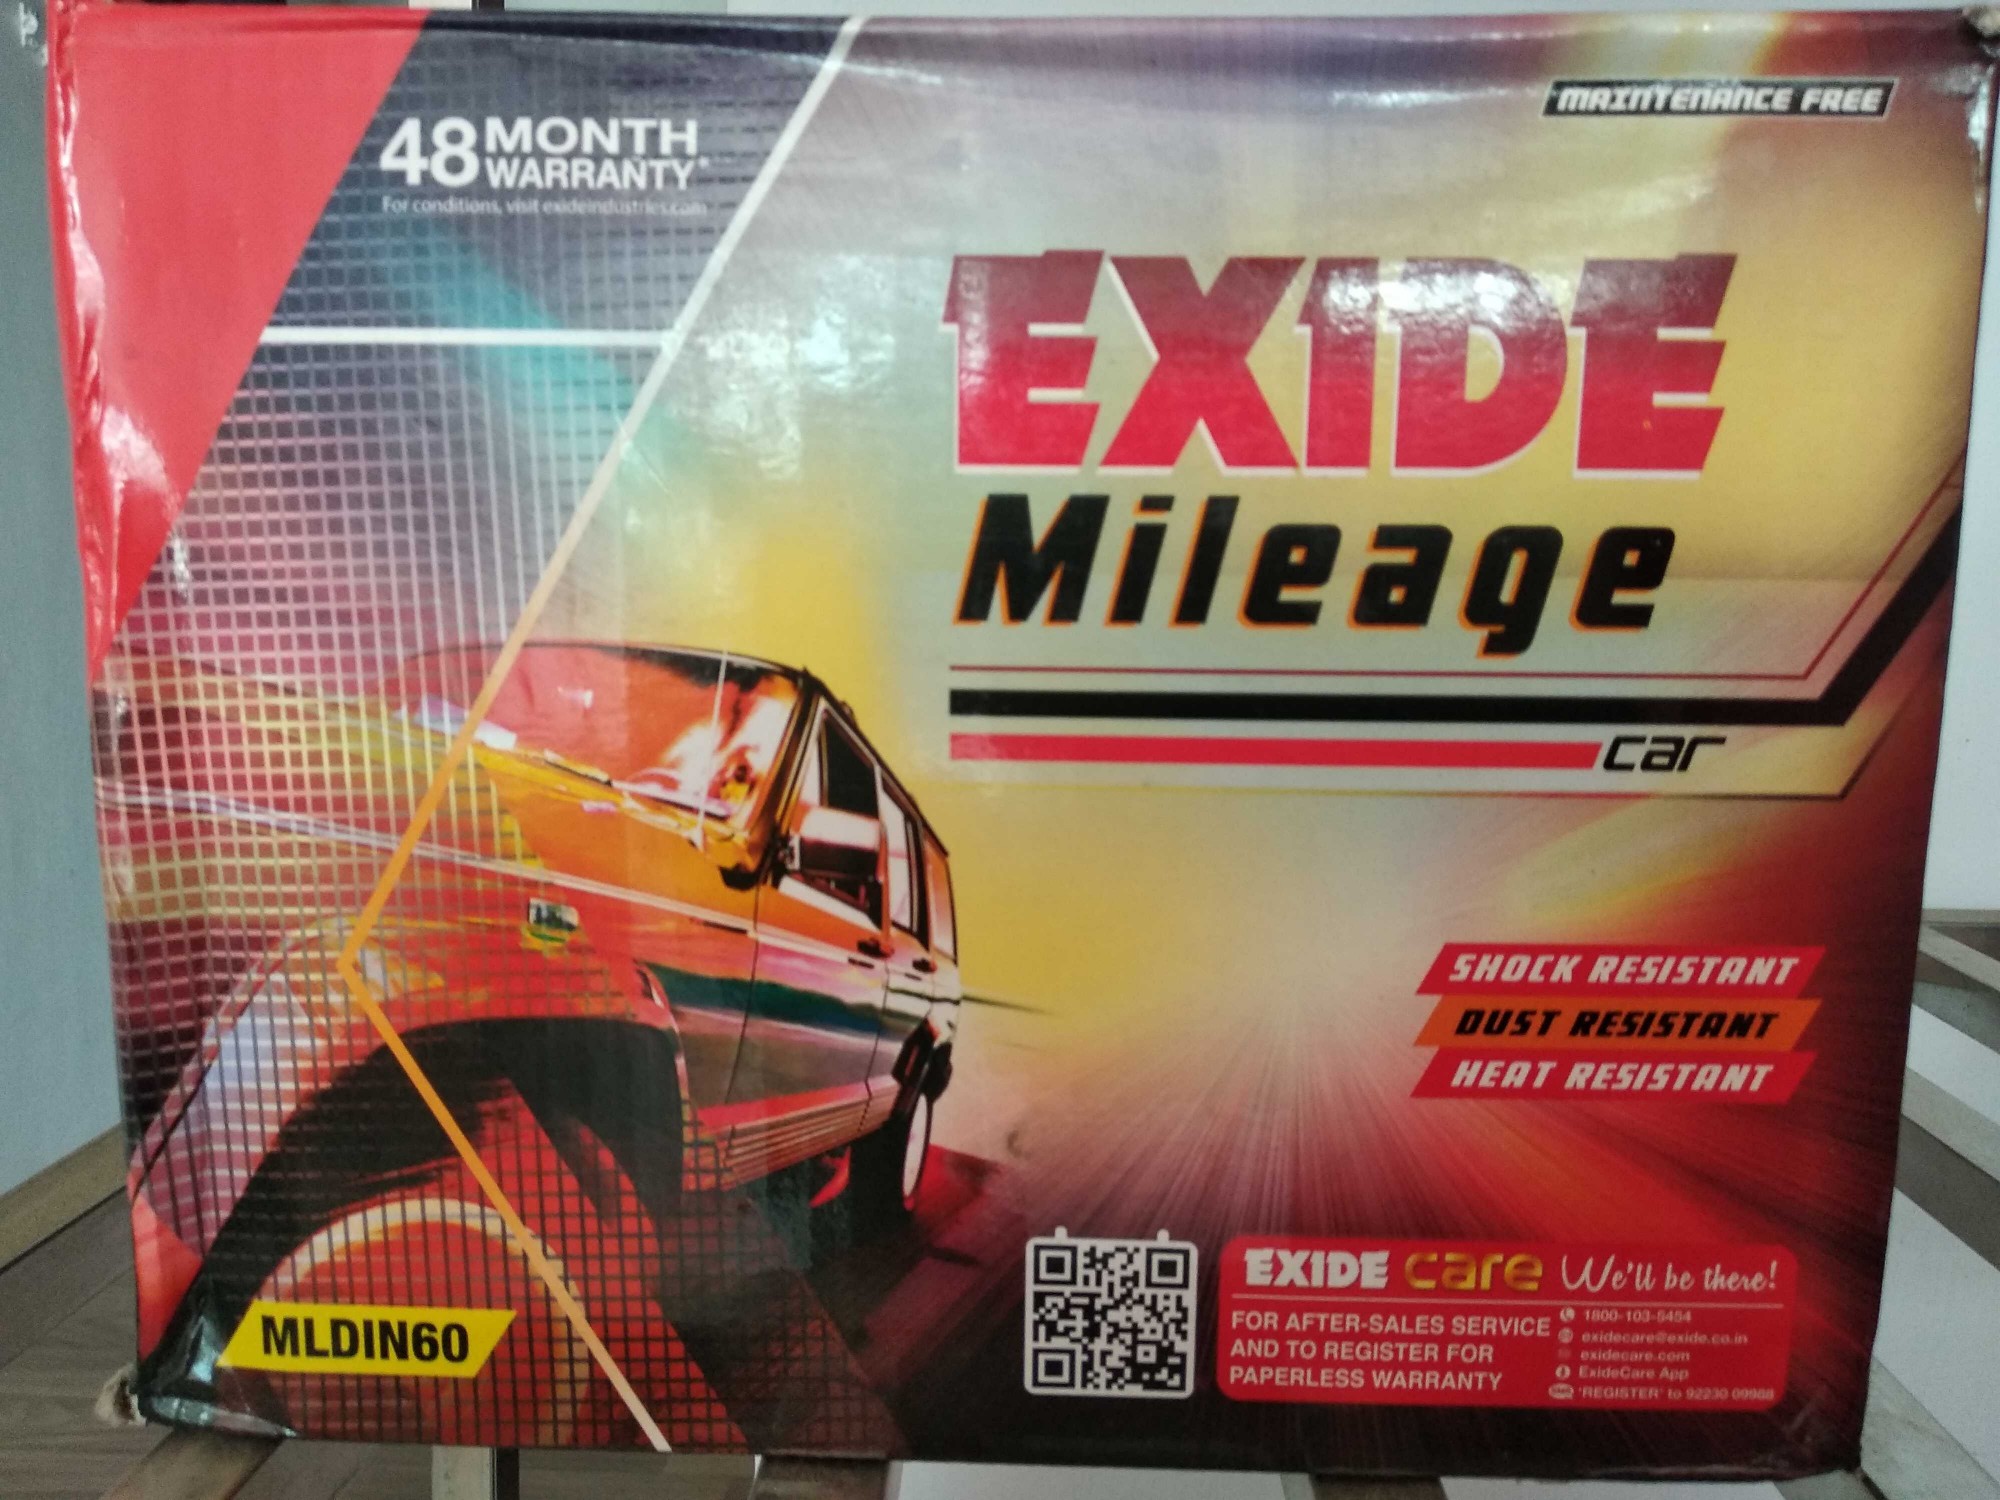 48 MONTH
WARRANTY*
For conditions, visit exideindustries.com
MAINTENANCE FREE
EXIDE
Mileage
car
SHOCK RESISTANT
DUST RESISTANT
HEAT RESISTANT
MLDIN60
EXIDE care We'll be there!
FOR AFTER-SALES SERVICE
AND TO REGISTER FOR
PAPERLESS WARRANTY
1800-103-5454
exidecare@exide.co.in
exidecare.com
ExideCare App
'REGISTER' to 92230 09988